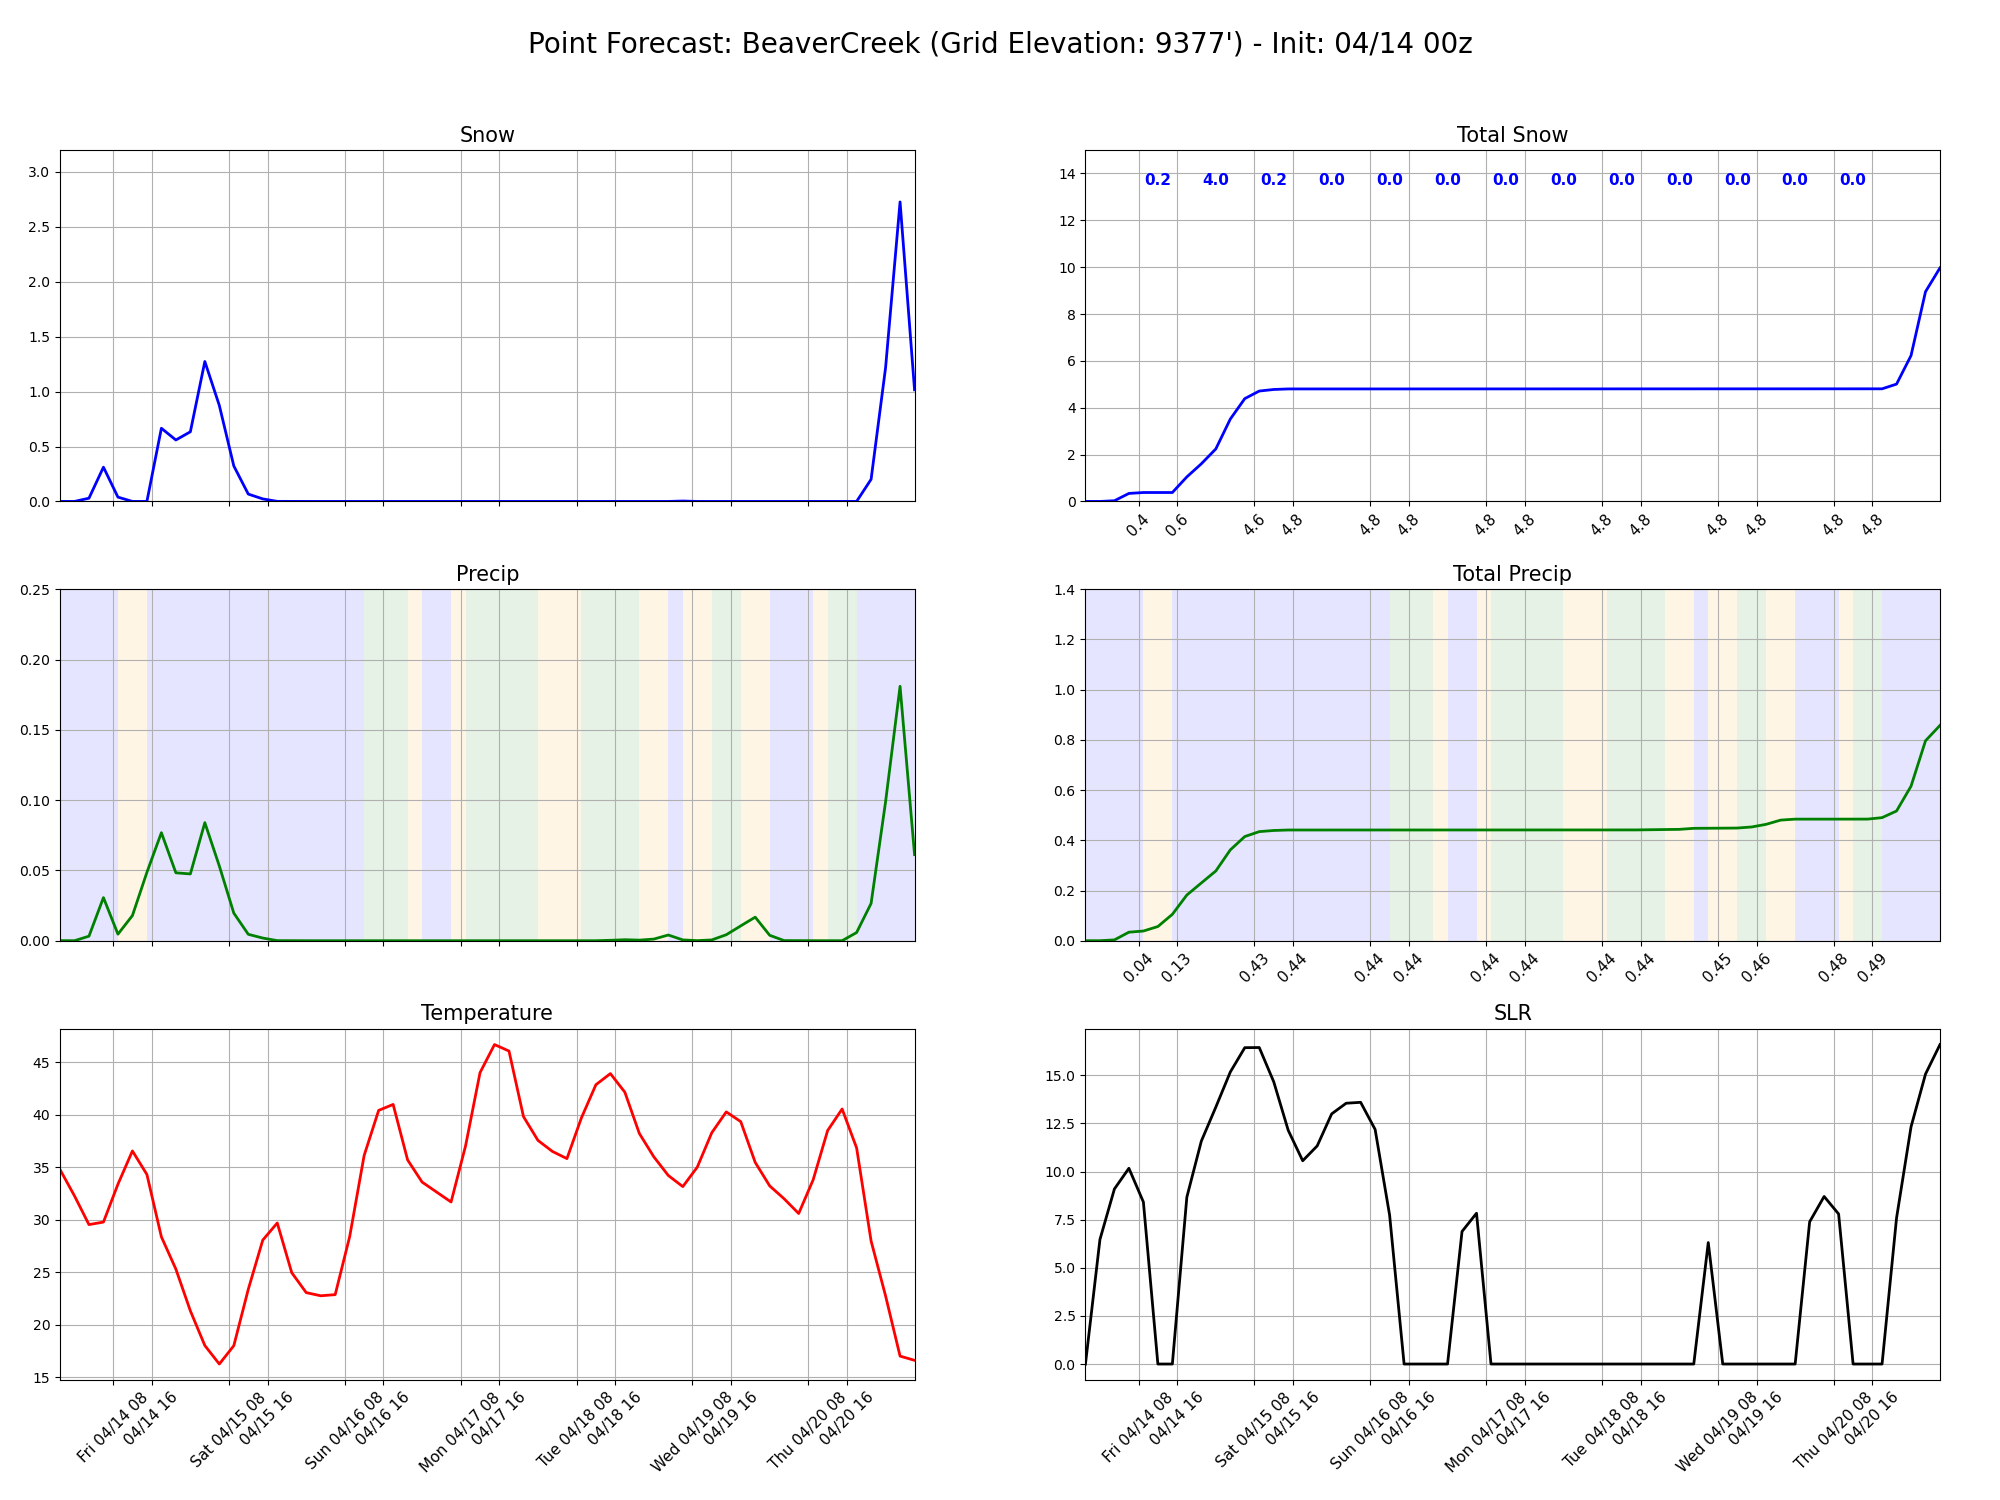 Point Forecast: BeaverCreek (Grid Elevation: 9377') - Init: 04/14 00z
Snow
3.0
2.5
2.0
1.5
1.0
0.5
0.0
Total Snow
14
12
10
8
6
4
2
0
0.2 4.0 0.2 0.0 0.0 0.0 0.0 0.0 0.0 0.0 0.0 0.0 0.0
0.4 0.6 4.6 4.8 4.8 4.8 4.8 4.8 4.8 4.8 4.8 4.8 4.8 4.8
Precip
0.25
0.20
0.15
0.10
0.05
0.00
Total Precip
1.4
1.2
1.0
0.8
0.6
0.4
0.2
0.0
0.04 0.13 0.43 0.44 0.44 0.44 0.44 0.44 0.44 0.44 0.45 0.46 0.48 0.49
Temperature
45
40
35
30
25
20
15
Fri 04/14 08
04/14 16
Sat 04/15 08
04/15 16
Sun 04/16 08
04/16 16
Mon 04/17 08
04/17 16
Tue 04/18 08
04/18 16
Wed 04/19 08
04/19 16
Thu 04/20 08
04/20 16
SLR
15.0
12.5
10.0
7.5
5.0
2.5
0.0
Fri 04/14 08
04/14 16
Sat 04/15 08
04/15 16
Sun 04/16 08
04/16 16
Mon 04/17 08
04/17 16
Tue 04/18 08
04/18 16
Wed 04/19 08
04/19 16
Thu 04/20 08
04/20 16